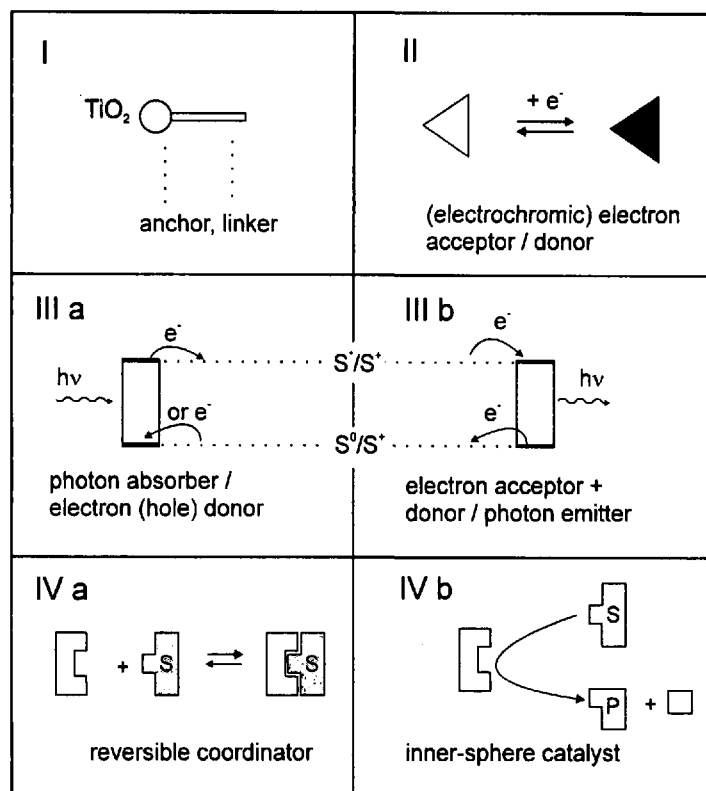 I
TiO₂
anchor, linker
II
+ e⁻
(electrochromic) electron
acceptor / donor
III a
e⁻
hν
or e⁻
photon absorber /
electron (hole) donor
S*/S⁺
S⁰/S⁺
III b
e⁻
hν
e⁻
electron acceptor +
donor / photon emitter
IV a
+ S S
reversible coordinator
IV b
S
P +
inner-sphere catalyst